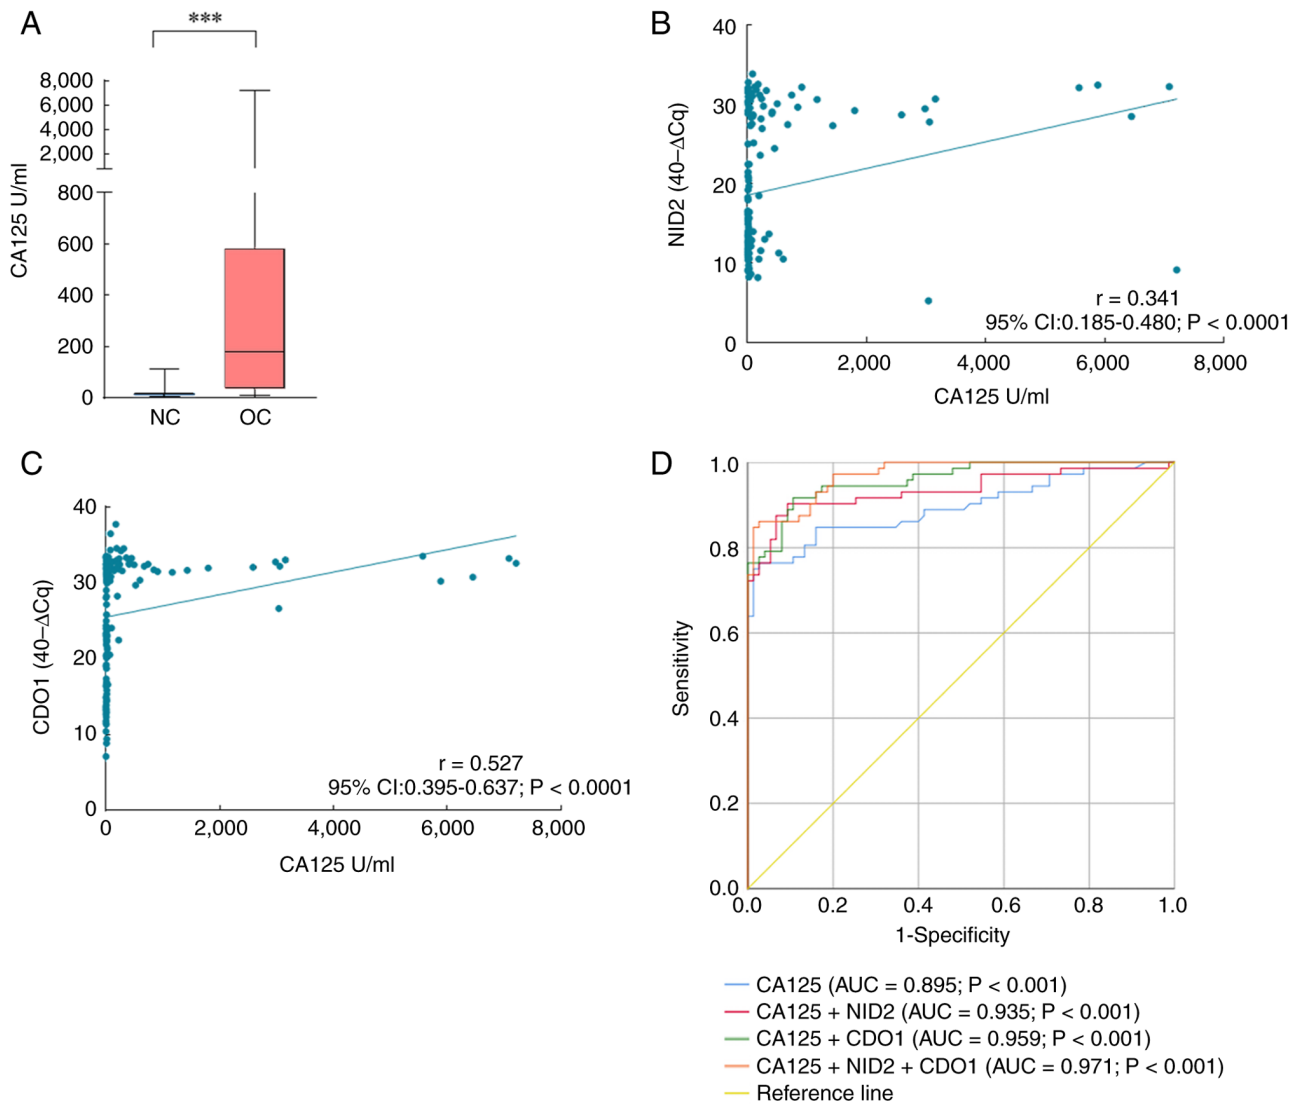 A
***
CA125 U/ml
8,000
6,000
4,000
2,000
800
600
400
200
0
NC OC
B
NID2 (40–ΔCq)
40
30
20
10
0
r = 0.341
95% CI:0.185-0.480; P < 0.0001
0 2,000 4,000 6,000 8,000
CA125 U/ml
C
CDO1 (40–ΔCq)
40
30
20
10
0
r = 0.527
95% CI:0.395-0.637; P < 0.0001
0 2,000 4,000 6,000 8,000
CA125 U/ml
D
Sensitivity
1.0
0.8
0.6
0.4
0.2
0.0
0.0 0.2 0.4 0.6 0.8 1.0
1-Specificity
CA125 (AUC = 0.895; P < 0.001)
CA125 + NID2 (AUC = 0.935; P < 0.001)
CA125 + CDO1 (AUC = 0.959; P < 0.001)
CA125 + NID2 + CDO1 (AUC = 0.971; P < 0.001)
Reference line